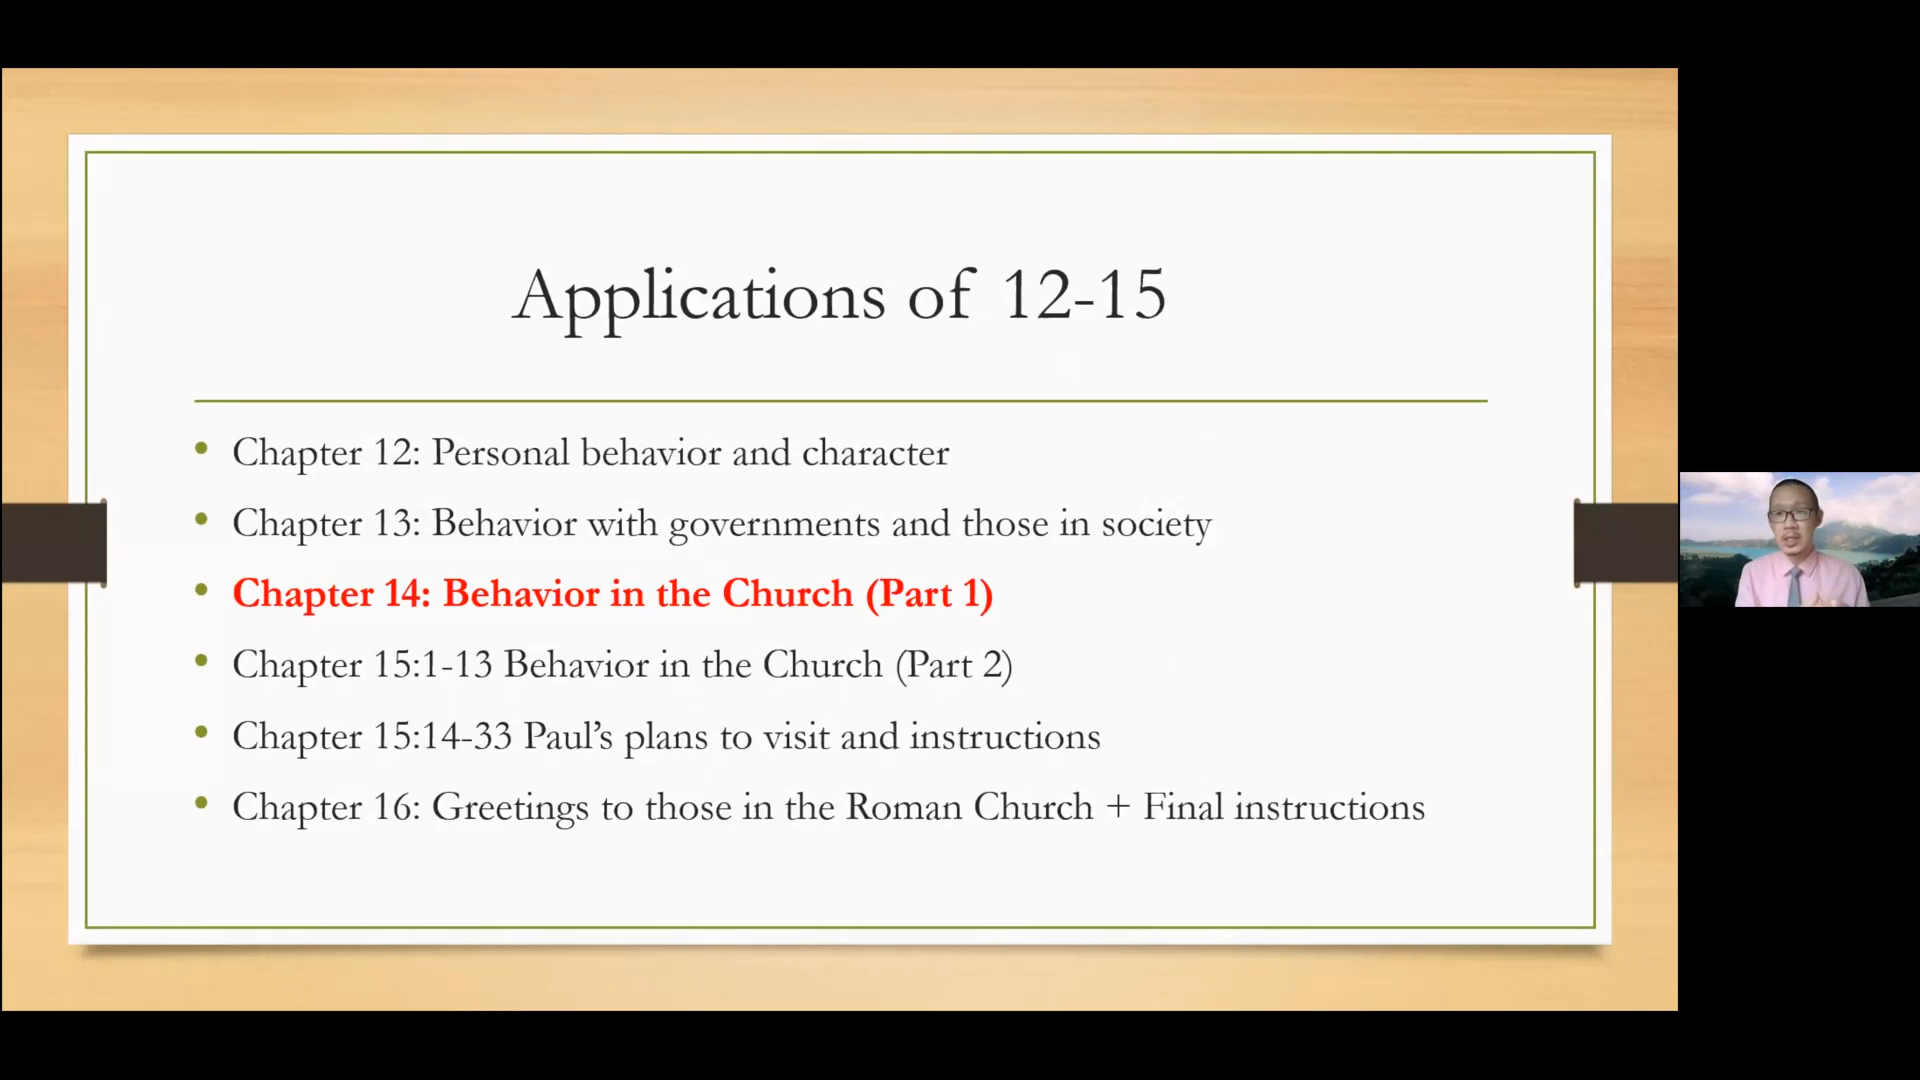 Applications of 12-15
• Chapter 12: Personal behavior and character
• Chapter 13: Behavior with governments and those in society
• Chapter 14: Behavior in the Church (Part 1)
• Chapter 15:1-13 Behavior in the Church (Part 2)
• Chapter 15:14-33 Paul’s plans to visit and instructions
• Chapter 16: Greetings to those in the Roman Church + Final instructions